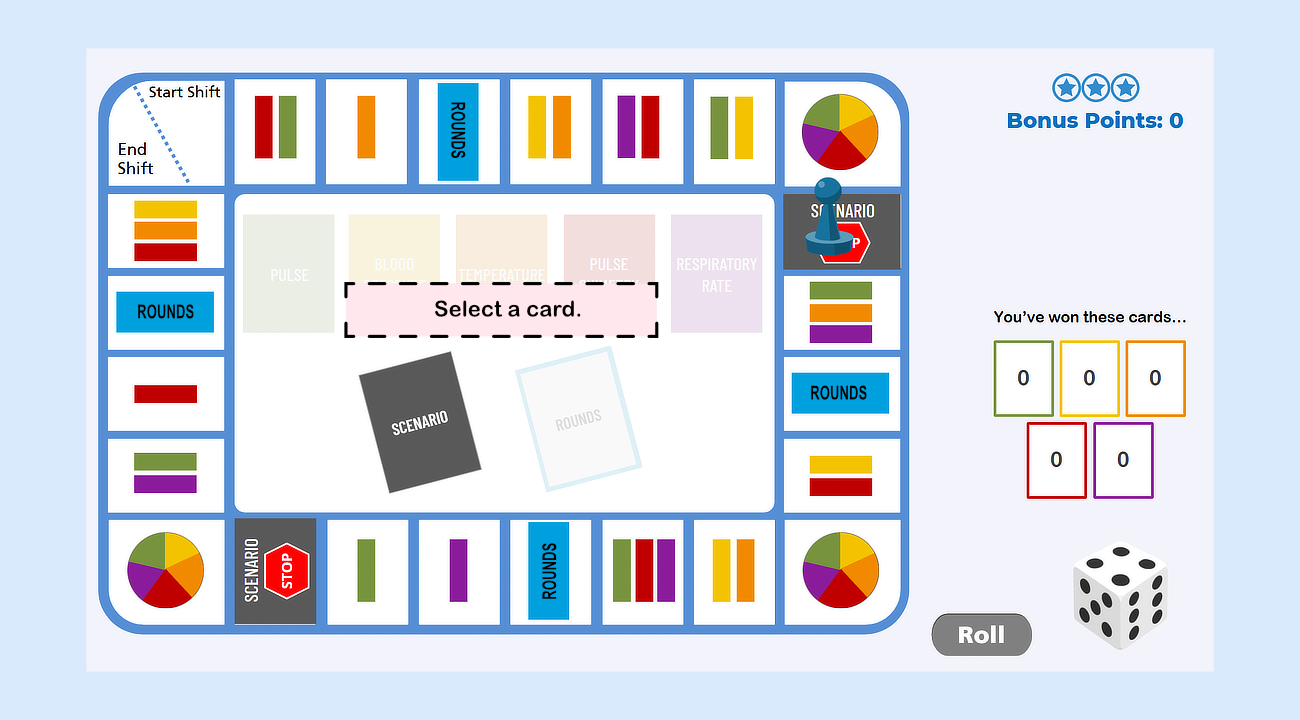 Start Shift
End
Shift
ROUNDS
Bonus Points: 0
SCENARIO
PULSE
BLOOD
TEMPERATURE
PULSE
RESPIRATORY
RATE
Select a card.
ROUNDS
You’ve won these cards...
0
0
0
0
0
SCENARIO
ROUNDS
ROUNDS
SCENARIO
STOP
ROUNDS
Roll